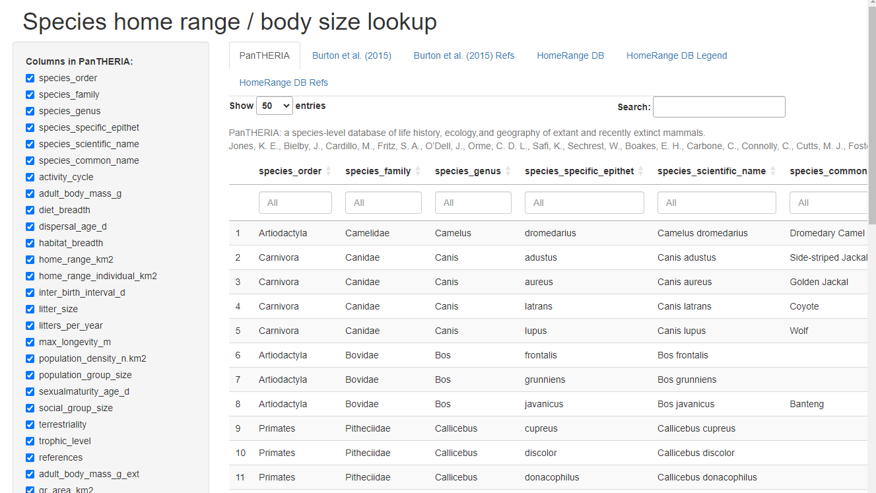 Species home range / body size lookup
Columns in PanTHERIA:
species_order
species_family
species_genus
species_specific_epithet
species_scientific_name
species_common_name
activity_cycle
adult_body_mass_g
diet_breadth
dispersal_age_d
habitat_breadth
home_range_km2
home_range_individual_km2
inter_birth_interval_d
litter_size
litters_per_year
max_longevity_m
population_density_n.km2
population_group_size
sexualmaturity_age_d
social_group_size
terrestriality
trophic_level
references
adult_body_mass_g_ext
gr_area_km2
PanTHERIA Burton et al. (2015) Burton et al. (2015) Refs HomeRange DB HomeRange DB Legend
HomeRange DB Refs
Show 50 entries Search:
PanTHERIA: a species-level database of life history, ecology,and geography of extant and recently extinct mammals.
Jones, K. E., Bielby, J., Cardillo, M., Fritz, S. A., O'Dell, J., Orme, C. D. L., Safi, K., Sechrest, W., Boakes, E. H., Carbone, C., Connolly, C., Cutts, M. J., Foste
species_order species_family species_genus species_specific_epithet species_scientific_name species_common
All All All All All All
1 Artiodactyla Camelidae Camelus dromedarius Camelus dromedarius Dromedary Camel
2 Carnivora Canidae Canis adustus Canis adustus Side-striped Jackal
3 Carnivora Canidae Canis aureus Canis aureus Golden Jackal
4 Carnivora Canidae Canis latrans Canis latrans Coyote
5 Carnivora Canidae Canis lupus Canis lupus Wolf
6 Artiodactyla Bovidae Bos frontalis Bos frontalis
7 Artiodactyla Bovidae Bos grunniens Bos grunniens
8 Artiodactyla Bovidae Bos javanicus Bos javanicus Banteng
9 Primates Pitheciidae Callicebus cupreus Callicebus cupreus
10 Primates Pitheciidae Callicebus discolor Callicebus discolor
11 Primates Pitheciidae Callicebus donacophilus Callicebus donacophilus